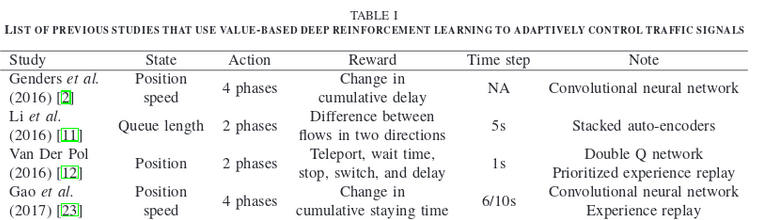 TABLE I
LIST OF PREVIOUS STUDIES THAT USE VALUE-BASED DEEP REINFORCEMENT LEARNING TO ADAPTIVELY CONTROL TRAFFIC SIGNALS
Study State Action Reward Time step Note
Genders et al. (2016) [2] Position speed 4 phases Change in cumulative delay NA Convolutional neural network
Li et al. (2016) [11] Queue length 2 phases Difference between flows in two directions 5s Stacked auto-encoders
Van Der Pol (2016) [12] Position 2 phases Teleport, wait time, stop, switch, and delay 1s Double Q network Prioritized experience replay
Gao et al. (2017) [23] Position speed 4 phases Change in cumulative staying time 6/10s Convolutional neural network Experience replay